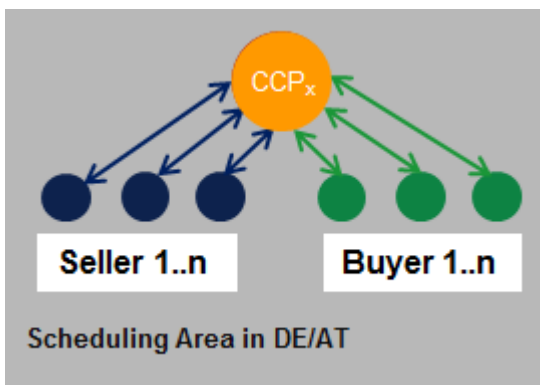 CCPx
Seller 1..n
Buyer 1..n
Scheduling Area in DE/AT